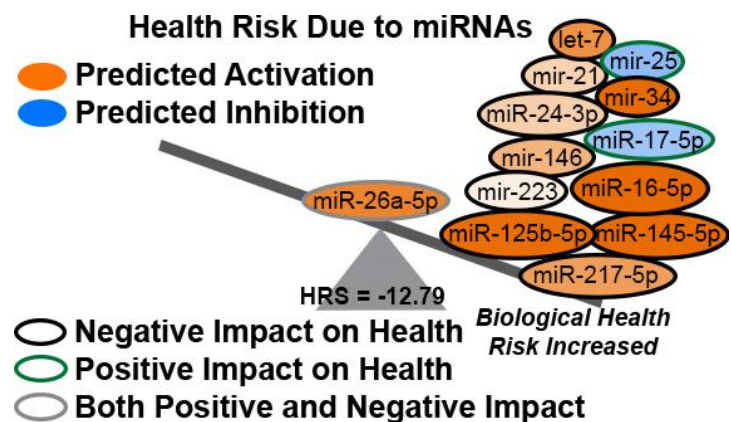 Health Risk Due to miRNAs
Predicted Activation
Predicted Inhibition
let-7
mir-25
mir-21
mir-34
miR-24-3p
miR-17-5p
mir-146
mir-223
miR-16-5p
miR-26a-5p
miR-125b-5p
miR-145-5p
miR-217-5p
HRS = -12.79
Biological Health
Risk Increased
Negative Impact on Health
Positive Impact on Health
Both Positive and Negative Impact